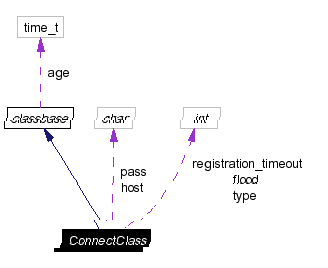 time_t
age
classbase
char
int
pass
host
registration_timeout
flood
type
ConnectClass